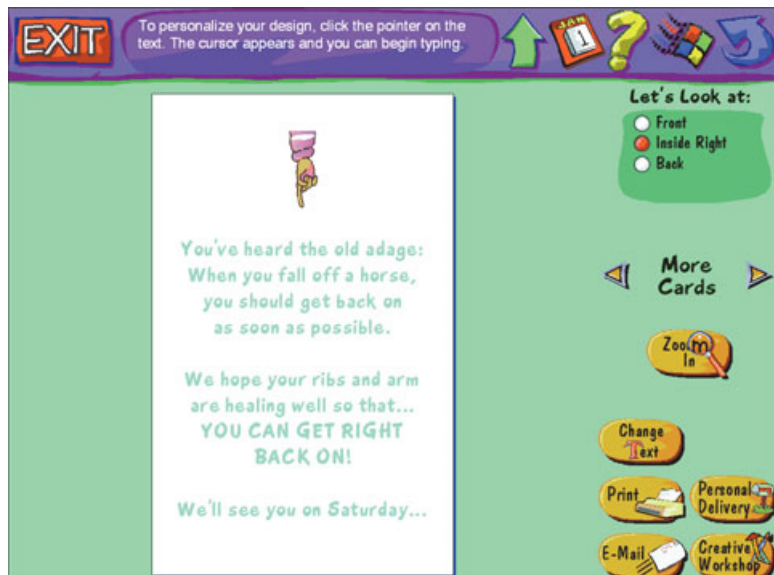 EXIT
To personalize your design, click the pointer on the
text. The cursor appears and you can begin typing.
JAN
1
?
Let's Look at:
Front
Inside Right
Back
You've heard the old adage:
When you fall off a horse,
you should get back on
as soon as possible.
We hope your ribs and arm
are healing well so that...
YOU CAN GET RIGHT
BACK ON!
We'll see you on Saturday...
More
Cards
Zoom
In
Change
Text
Print
Personal
Delivery
E-Mail
Creative
Workshop